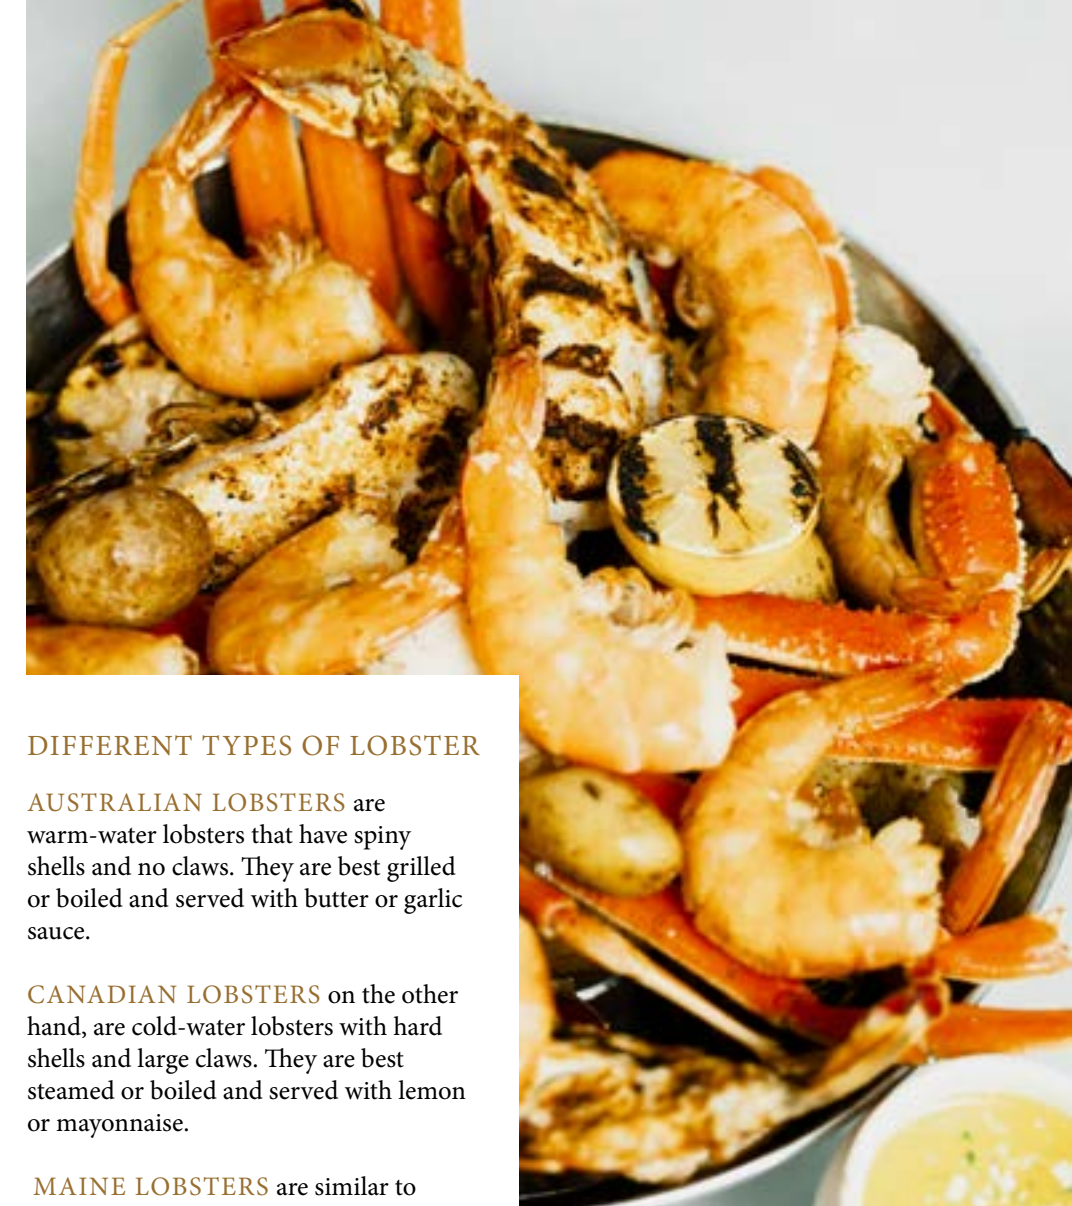 DIFFERENT TYPES OF LOBSTER
AUSTRALIAN LOBSTERS are
warm-water lobsters that have spiny
shells and no claws. They are best grilled
or boiled and served with butter or garlic
sauce.
CANADIAN LOBSTERS on the other
hand, are cold-water lobsters with hard
shells and large claws. They are best
steamed or boiled and served with lemon
or mayonnaise.
MAINE LOBSTERS are similar to